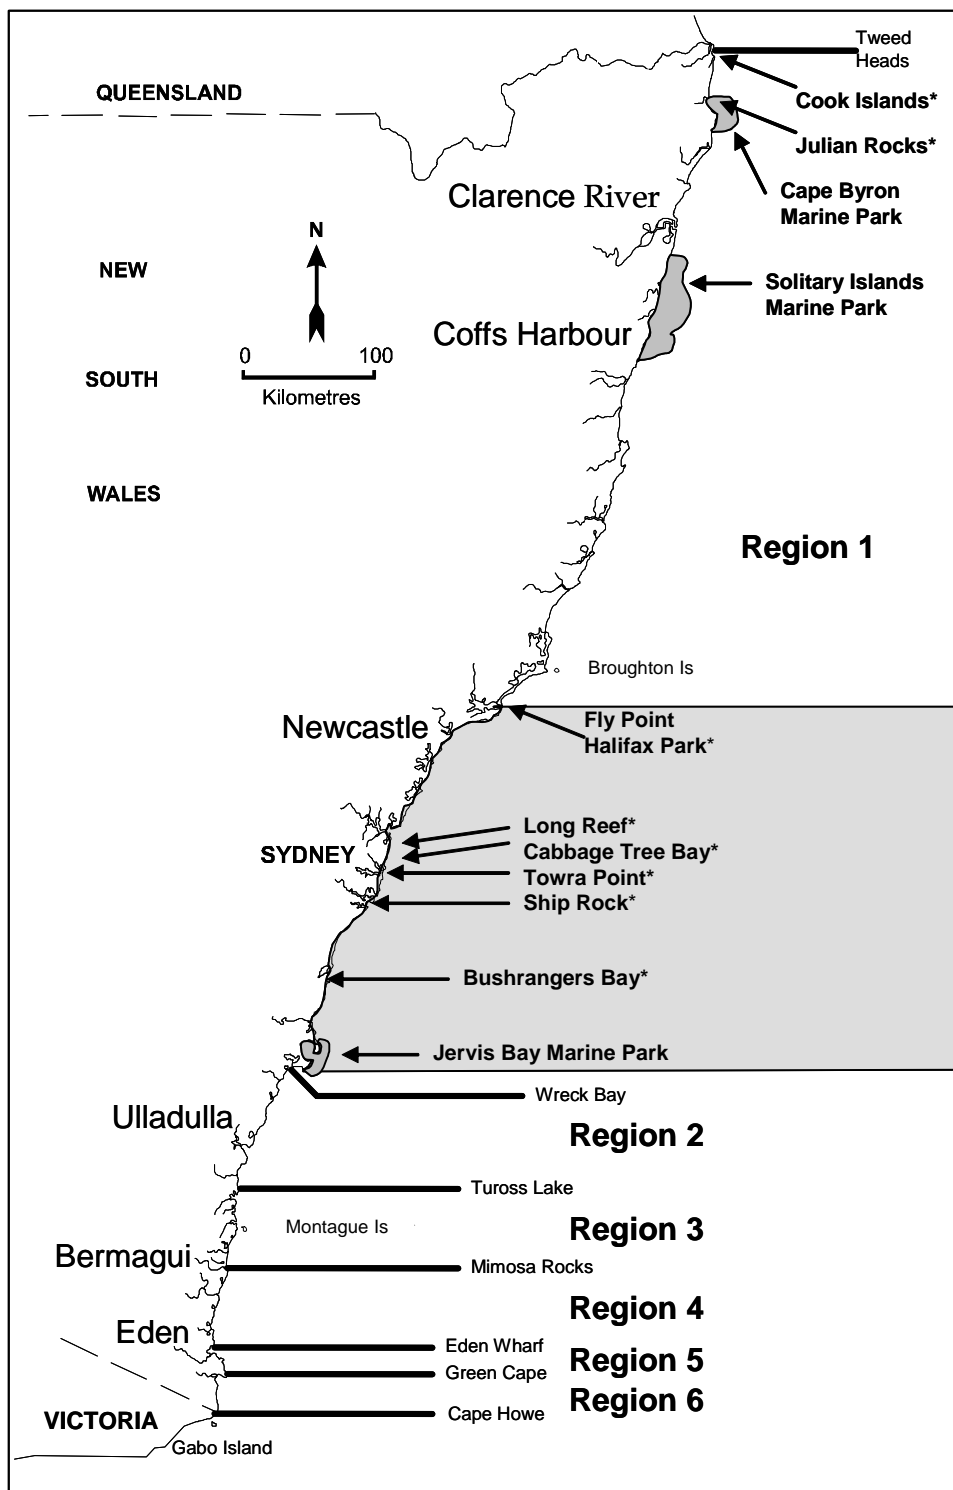 Tweed
Heads
QUEENSLAND
Cook Islands*
Julian Rocks*
Cape Byron
Marine Park
Clarence River
N
NEW
Solitary Islands
Marine Park
Coffs Harbour
0 100
Kilometres
SOUTH
WALES
Region 1
Broughton Is
Newcastle
Fly Point
Halifax Park*
Long Reef*
SYDNEY
Cabbage Tree Bay*
Towra Point*
Ship Rock*
Bushrangers Bay*
Jervis Bay Marine Park
Wreck Bay
Ulladulla
Region 2
Tuross Lake
Montague Is
Region 3
Bermagui
Mimosa Rocks
Region 4
Eden
Eden Wharf
Region 5
Green Cape
Region 6
VICTORIA
Cape Howe
Gabo Island